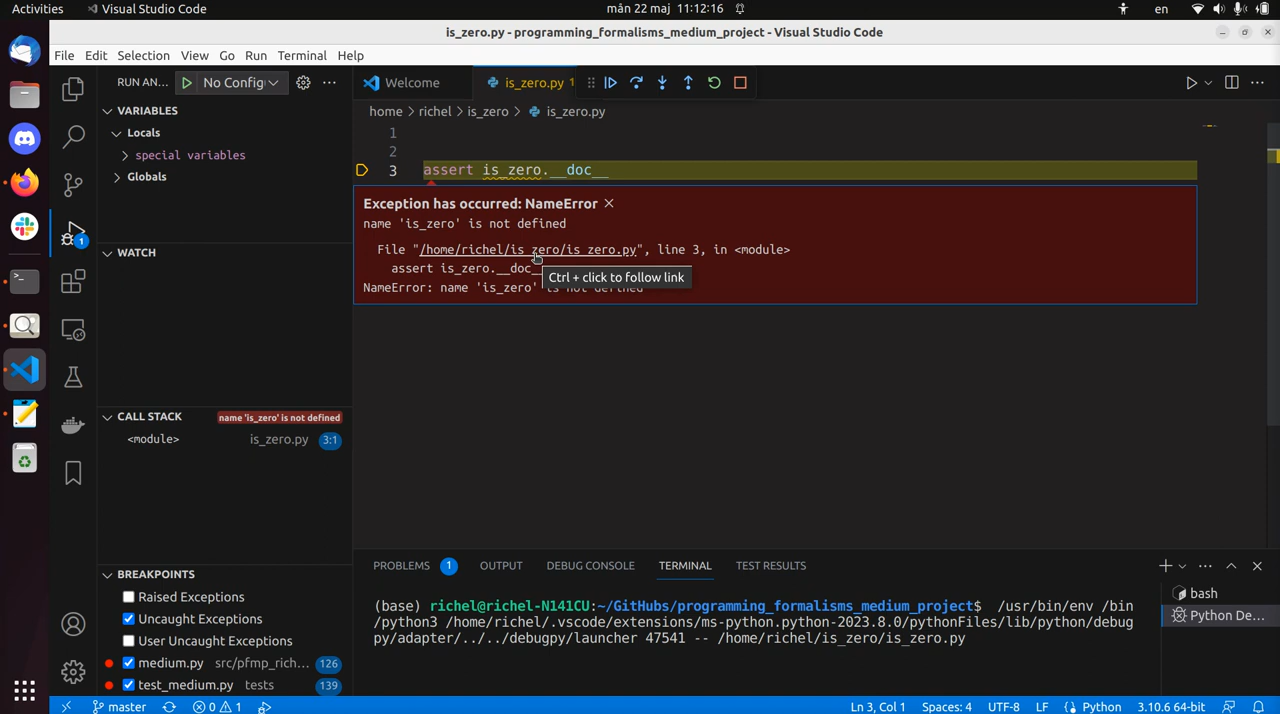 Activities
Visual Studio Code
mån 22 maj 11:12:16
en
is_zero.py - programming_formalisms_medium_project - Visual Studio Code
File Edit Selection View Go Run Terminal Help
RUN AN...
No Config
Welcome
is_zero.py 1
VARIABLES
home > richel > is_zero > is_zero.py
Locals
special variables
Globals
1
2
3 assert is_zero.__doc__
Exception has occurred: NameError
name 'is_zero' is not defined
File "/home/richel/is_zero/is_zero.py", line 3, in <module>
assert is_zero.__doc__
Ctrl + click to follow link
NameError: name 'is_zero' is not defined
1
WATCH
CALL STACK
name 'is_zero' is not defined
<module> is_zero.py 3:1
BREAKPOINTS
Raised Exceptions
Uncaught Exceptions
User Uncaught Exceptions
medium.py src/pfmp_rich... 126
test_medium.py tests 139
PROBLEMS 1 OUTPUT DEBUG CONSOLE TERMINAL TEST RESULTS
(base) richel@richel-N141CU:~/GitHubs/programming_formalisms_medium_project$ /usr/bin/env /bin
/python3 /home/richel/.vscode/extensions/ms-python.python-2023.8.0/pythonFiles/lib/python/debug
py/adapter/../../debugpy/launcher 47541 -- /home/richel/is_zero/is_zero.py
bash
Python De...
master
0 1
Ln 3, Col 1 Spaces: 4 UTF-8 LF Python 3.10.6 64-bit